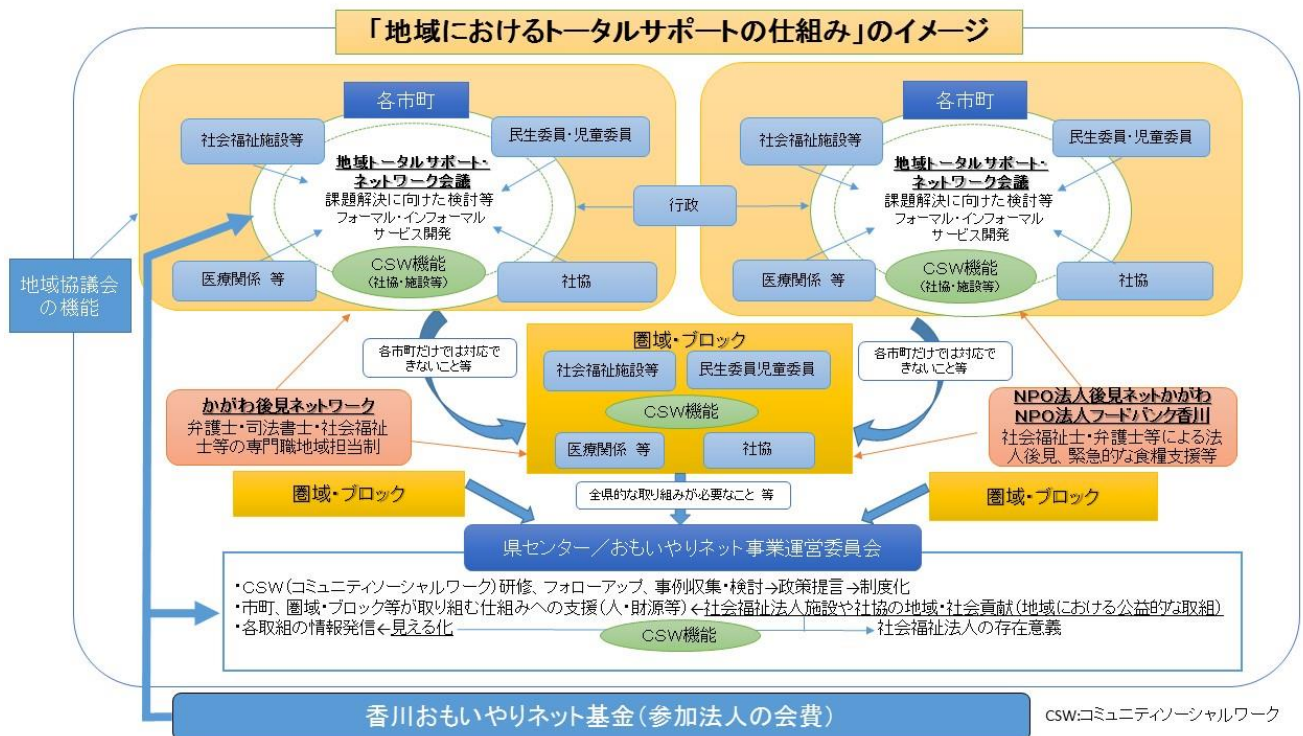 「地域におけるトータルサポートの仕組み」のイメージ
各市町
社会福祉施設等
民生委員・児童委員
地域トータルサポート・
ネットワーク会議
課題解決に向けた検討等
フォーマル・インフォーマル
サービス開発
医療関係 等
CSW機能
(社協・施設等)
社協
行政
各市町
社会福祉施設等
民生委員・児童委員
地域トータルサポート・
ネットワーク会議
課題解決に向けた検討等
フォーマル・インフォーマル
サービス開発
医療関係 等
CSW機能
(社協・施設等)
社協
地域協議会
の機能
各市町だけでは対応で
きないこと等
圏域・ブロック
社会福祉施設等
民生委員児童委員
CSW機能
医療関係 等
社協
各市町だけでは対応で
きないこと等
かがわ後見ネットワーク
弁護士・司法書士・社会福祉
士等の専門職地域担当制
NPO法人後見ネットかがわ
NPO法人フードバンク香川
社会福祉士・弁護士等による法
人後見、緊急的な食糧支援等
圏域・ブロック
全県的な取り組みが必要なこと 等
圏域・ブロック
県センター／おもいやりネット事業運営委員会
・CSW(コミュニティソーシャルワーク)研修、フォローアップ、事例収集・検討→政策提言→制度化
・市町、圏域・ブロック等が取り組む仕組みへの支援(人・財源等)←社会福祉法人施設や社協の地域・社会貢献(地域における公益的な取組)
・各取組の情報発信←見える化
CSW機能
社会福祉法人の存在意義
香川おもいやりネット基金(参加法人の会費)
CSW:コミュニティソーシャルワーク